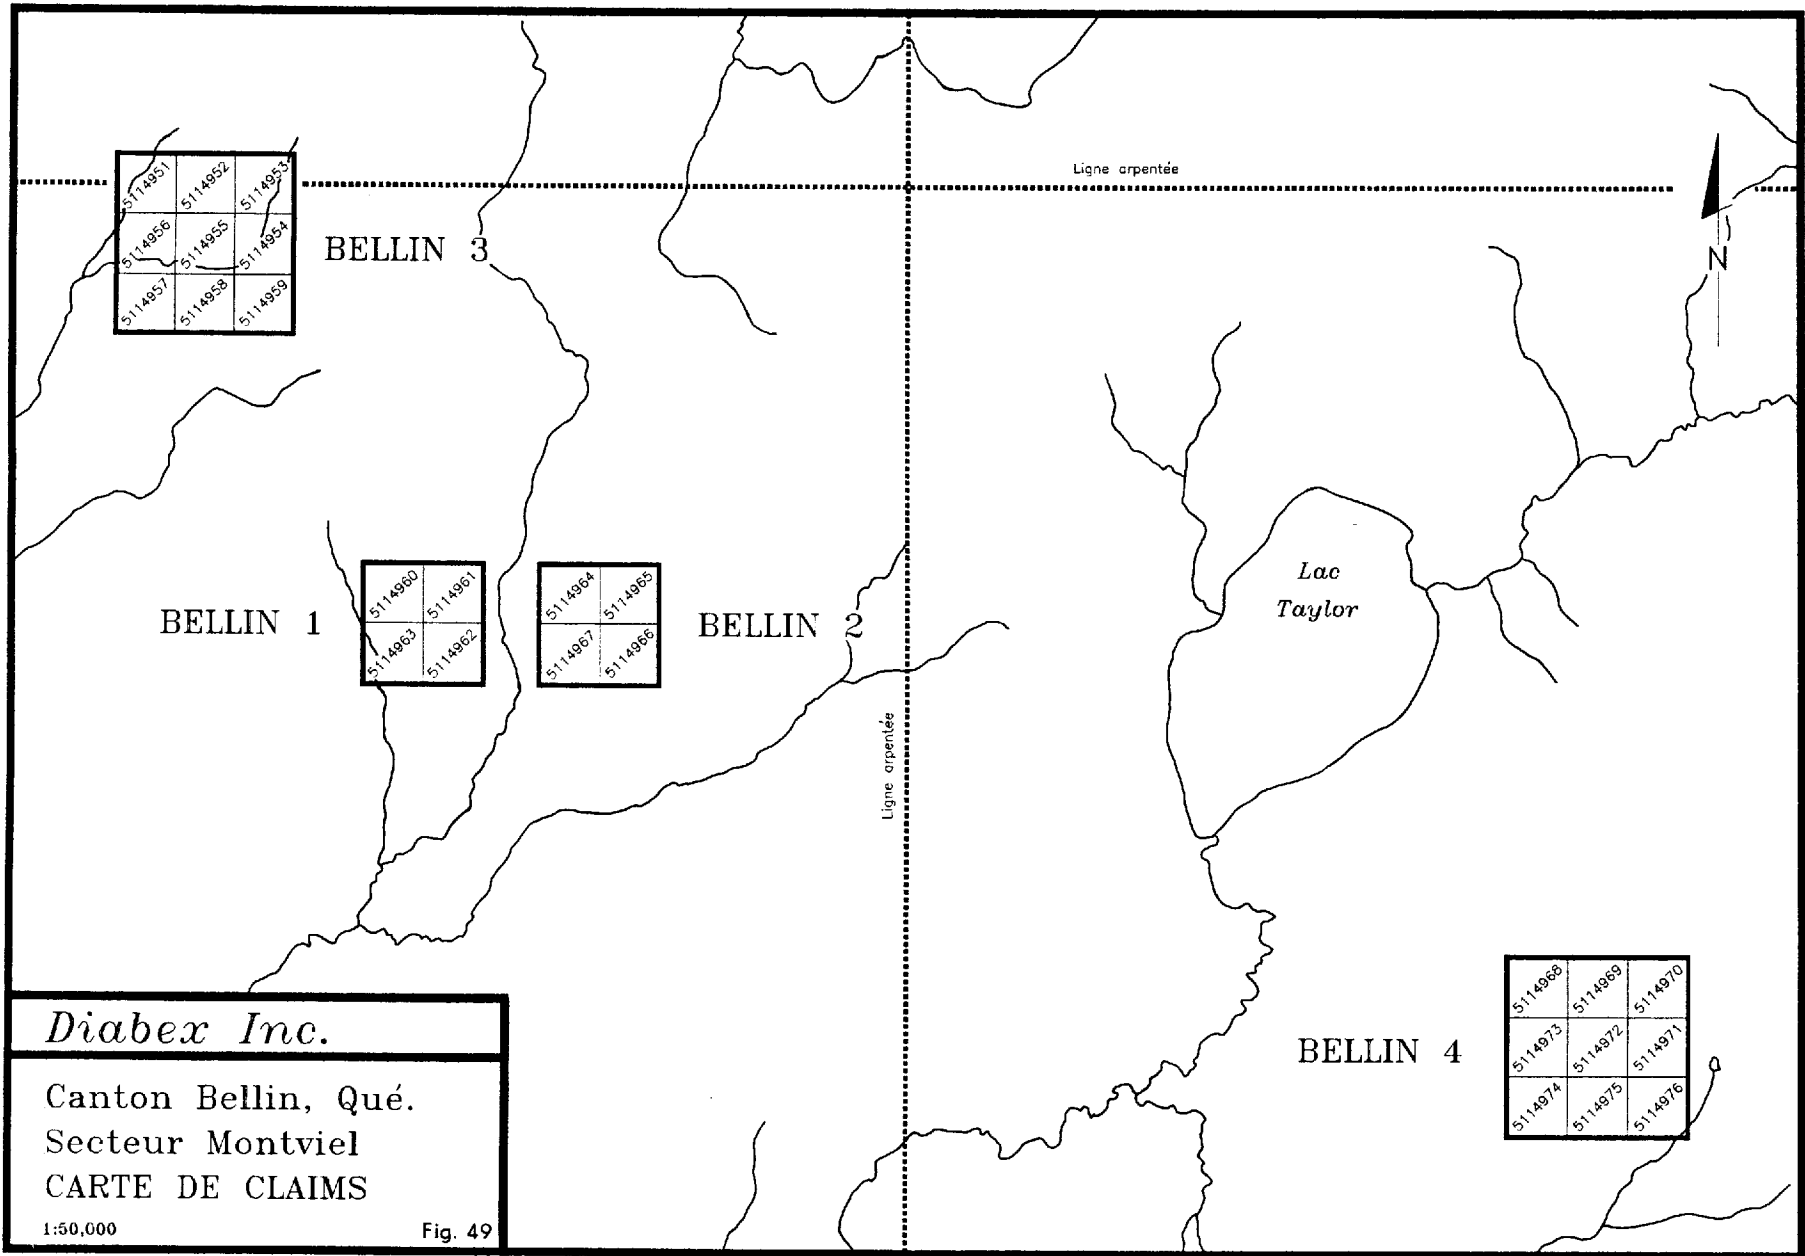 Ligne arpentée
5114951 5114952 5114953
5114956 5114955 5114954
5114957 5114958 5114959
BELLIN 3
N
Lac
Taylor
BELLIN 1
5114960 5114961
5114963 5114962
5114964 5114965
5114967 5114966
BELLIN 2
Ligne arpentée
BELLIN 4
5114968 5114969 5114970
5114973 5114972 5114971
5114974 5114975 5114976
Diabex Inc.
Canton Bellin, Qué.
Secteur Montviel
CARTE DE CLAIMS
1:50,000 Fig. 49